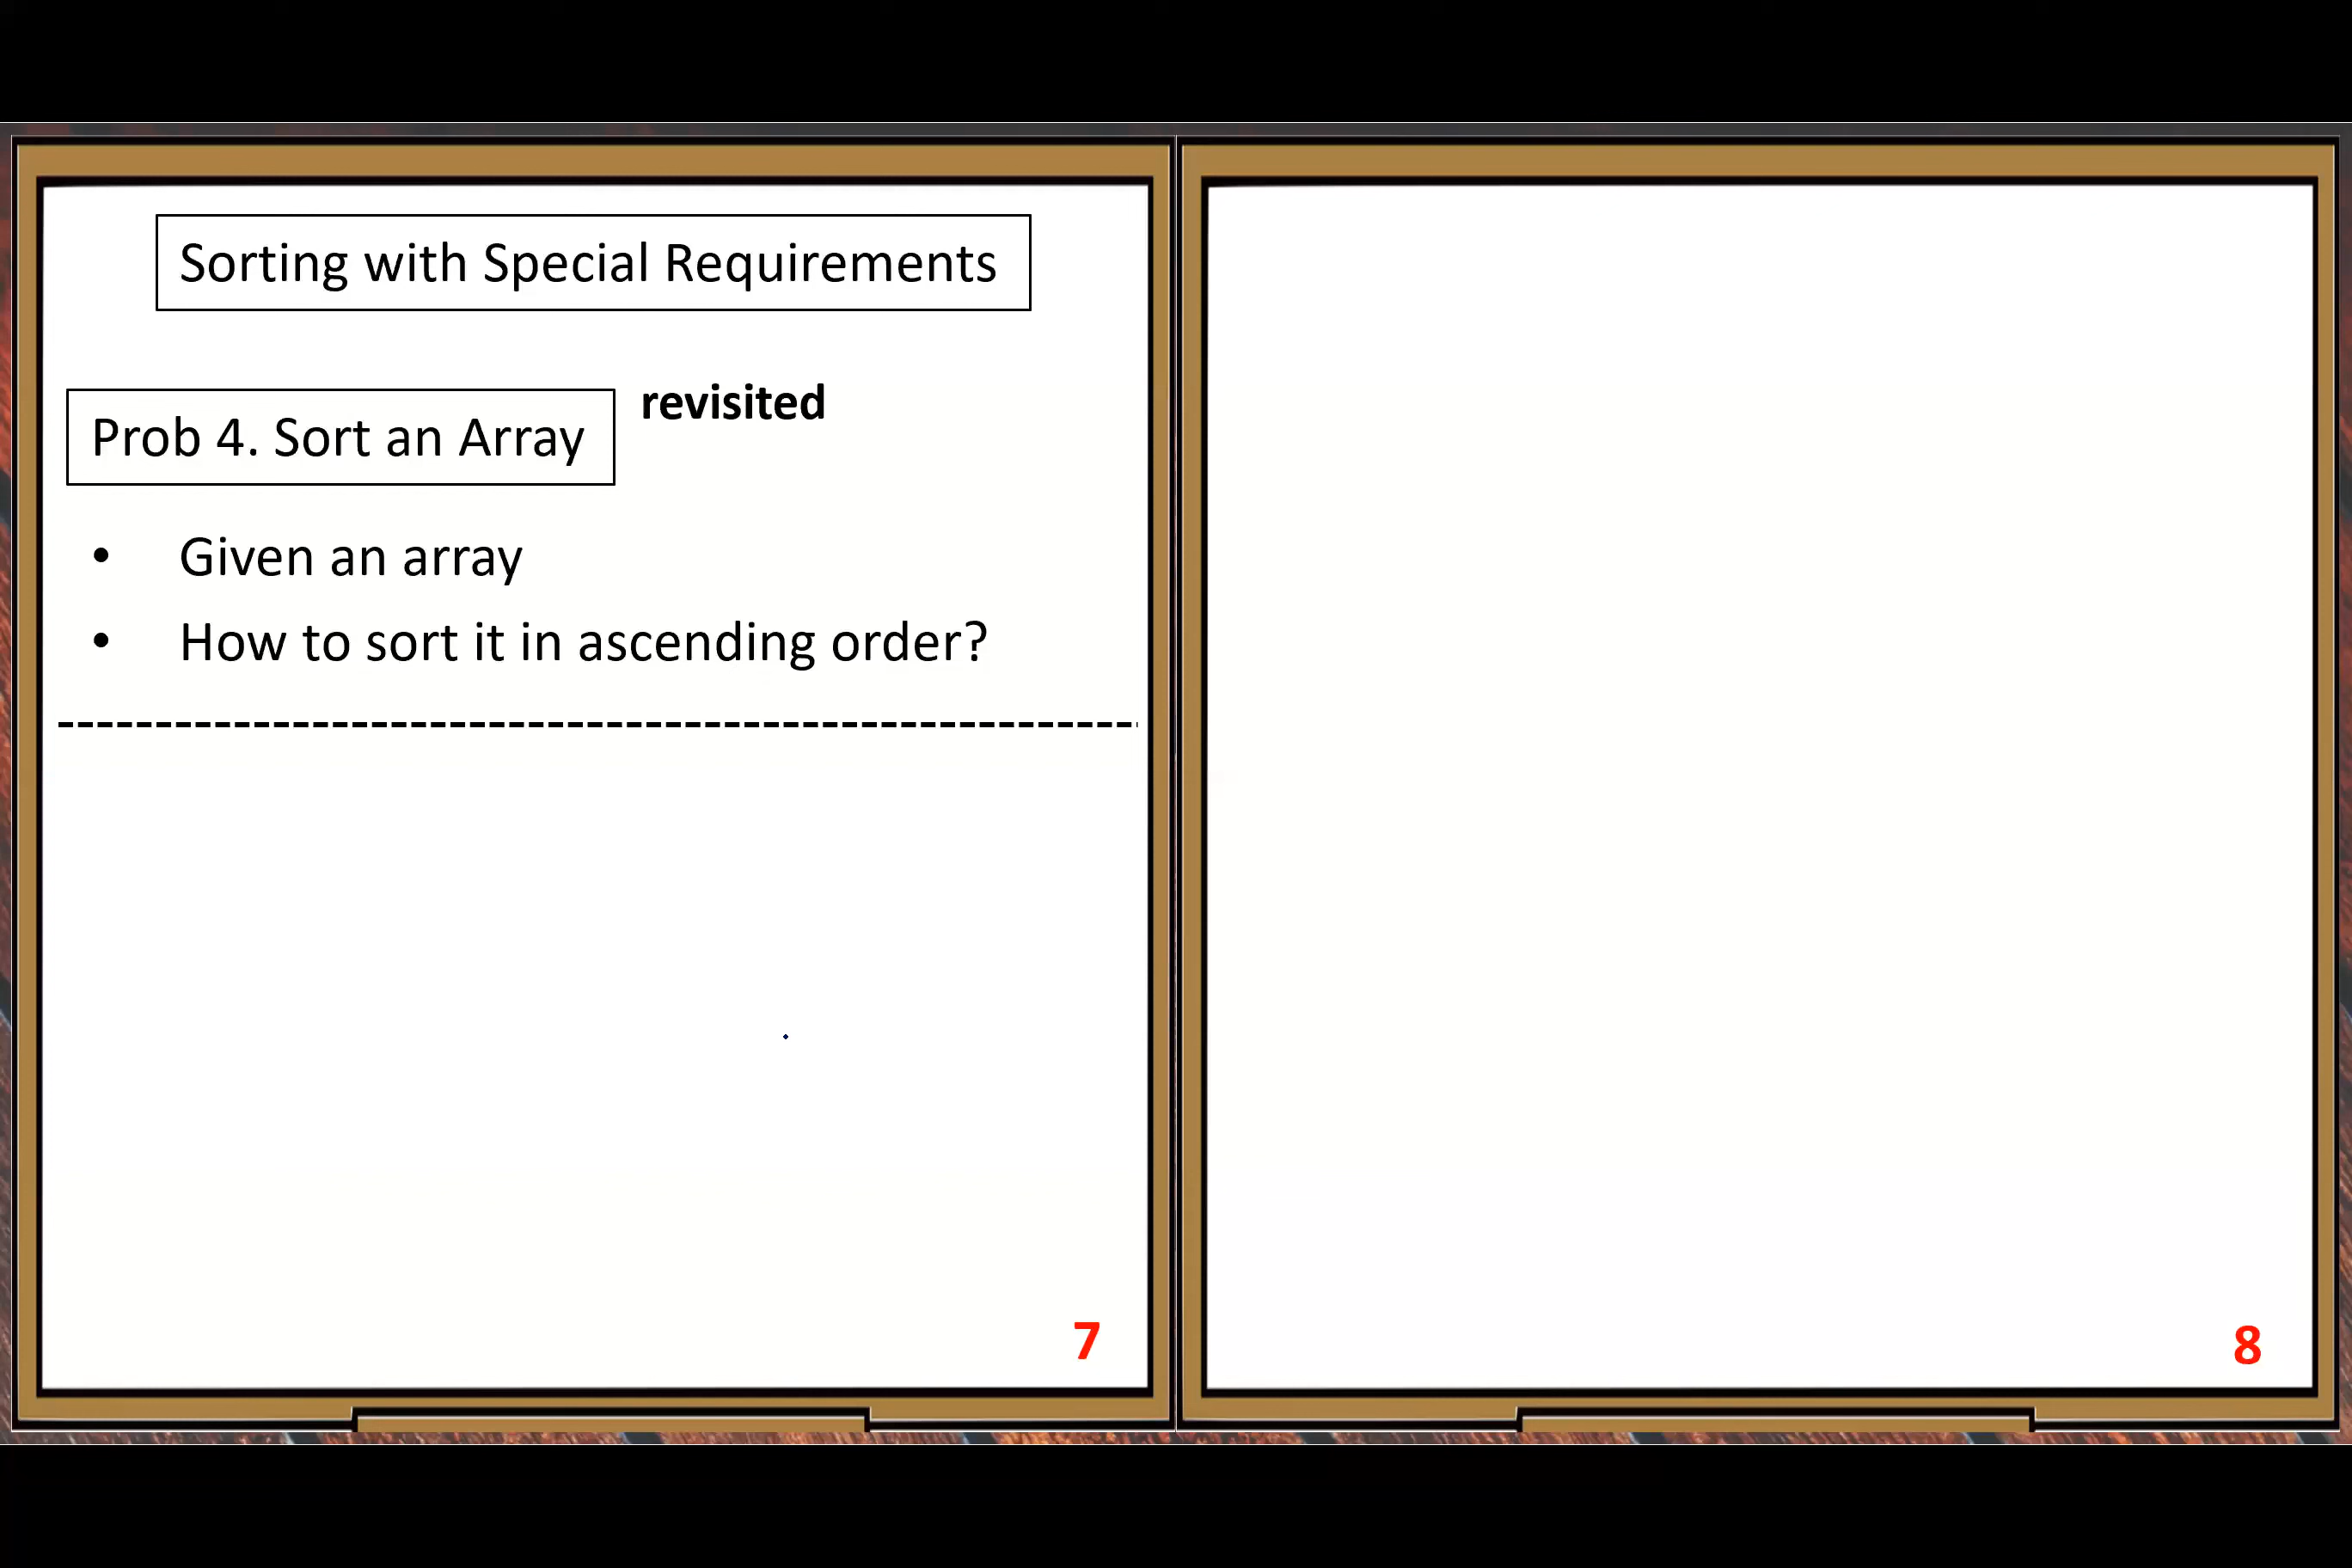 Sorting with Special Requirements
revisited
Prob 4. Sort an Array
• Given an array
• How to sort it in ascending order?
7
8